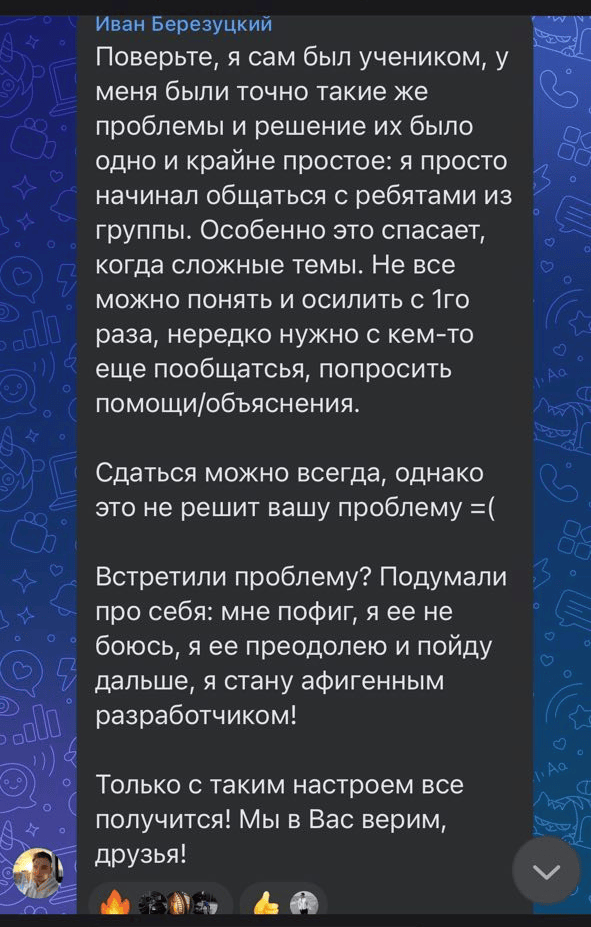 Иван Березуцкий
Поверьте, я сам был учеником, у
меня были точно такие же
проблемы и решение их было
одно и крайне простое: я просто
начинал общаться с ребятами из
группы. Особенно это спасает,
когда сложные темы. Не все
можно понять и осилить с 1го
раза, нередко нужно с кем-то
еще пообщатсья, попросить
помощи/объяснения.
Сдаться можно всегда, однако
это не решит вашу проблему =(
Встретили проблему? Подумали
про себя: мне пофиг, я ее не
боюсь, я ее преодолею и пойду
дальше, я стану афигенным
разработчиком!
Только с таким настроем все
получится! Мы в Вас верим,
друзья!